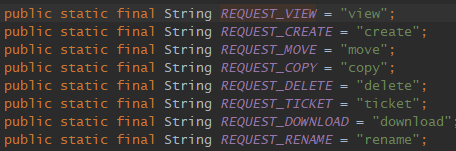 public static final String REQUEST_VIEW = "view";
public static final String REQUEST_CREATE = "create";
public static final String REQUEST_MOVE = "move";
public static final String REQUEST_COPY = "copy";
public static final String REQUEST_DELETE = "delete";
public static final String REQUEST_TICKET = "ticket";
public static final String REQUEST_DOWNLOAD = "download";
public static final String REQUEST_RENAME = "rename";